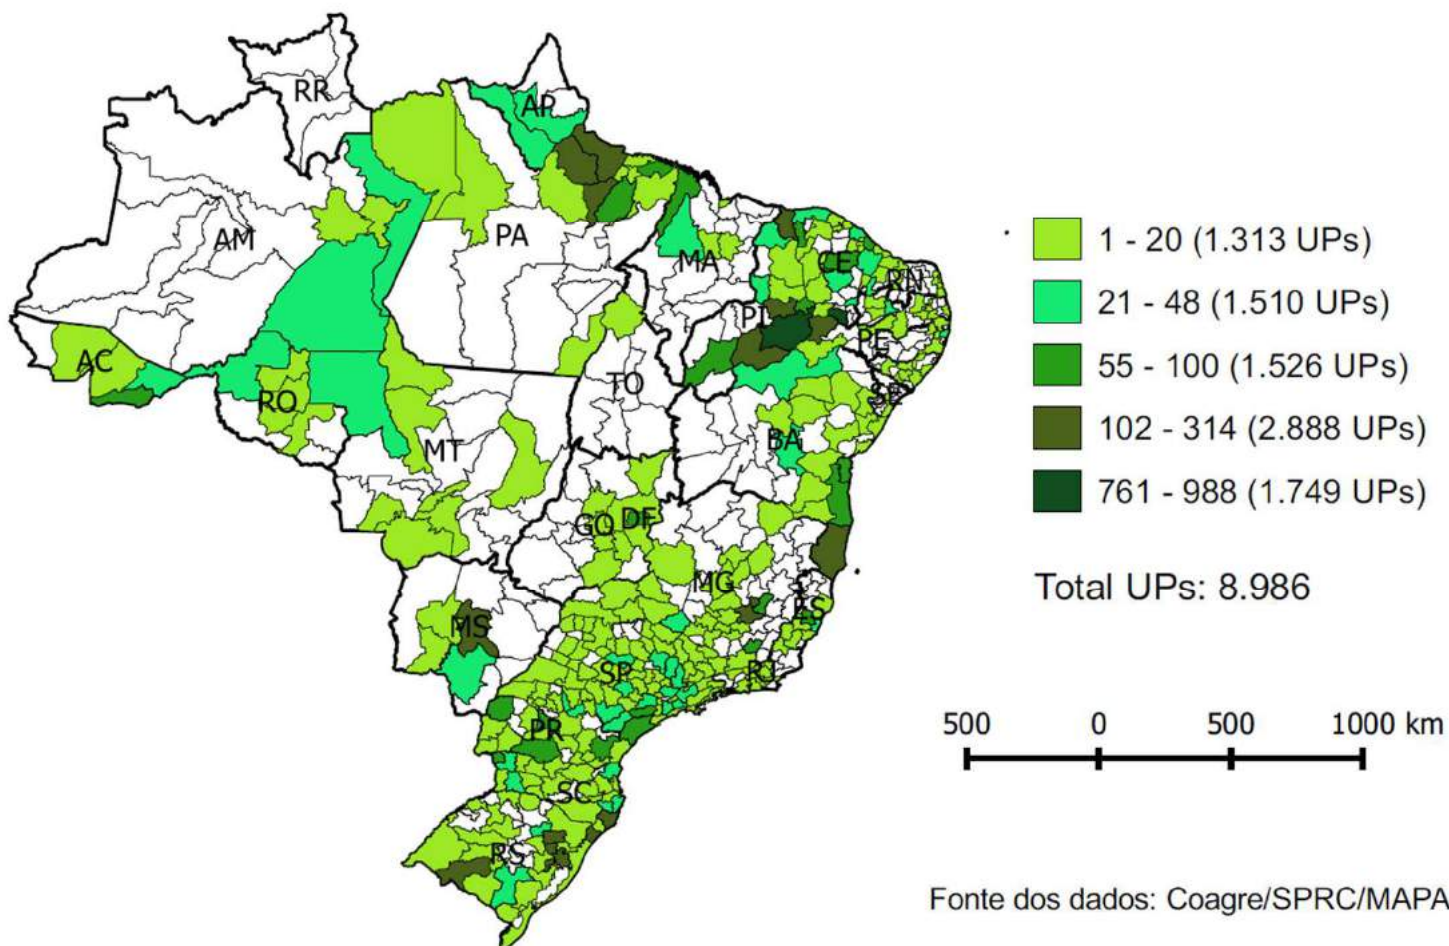 RR
AP
AM
PA
MA
CE
RN
PI
PE
AC
TO
SE
RO
BA
MT
GO
DF
MG
ES
MS
SP
RJ
PR
SC
RS
1 - 20 (1.313 UPs)
21 - 48 (1.510 UPs)
55 - 100 (1.526 UPs)
102 - 314 (2.888 UPs)
761 - 988 (1.749 UPs)
Total UPs: 8.986
500 0 500 1000 km
Fonte dos dados: Coagre/SPRC/MAPA